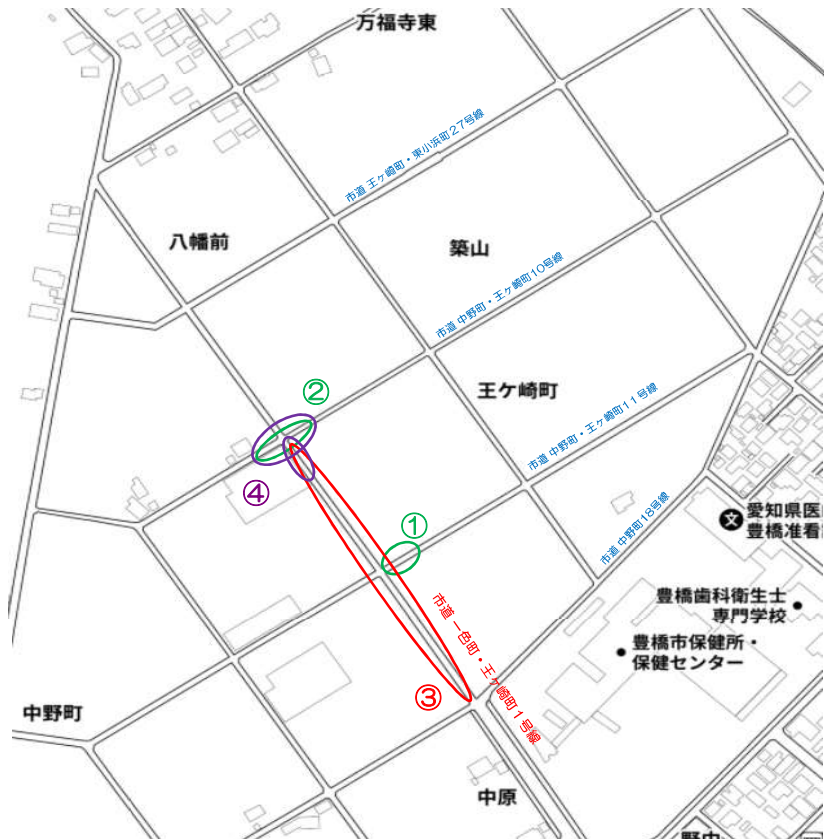 万福寺東
市道 王ヶ崎町・東小浜町27号線
八幡前
築山
市道 中野町・王ヶ崎町10号線
②
王ケ崎町
市道 中野町・王ヶ崎町11号線
④
①
市道 中野町18号線
愛知県医
豊橋准看
豊橋歯科衛生士
専門学校
市道 一色町・王ヶ崎町1号線
豊橋市保健所・
保健センター
③
中野町
中原